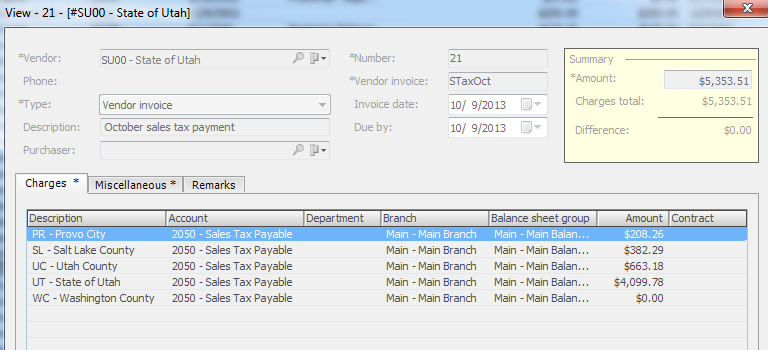 View - 21 - [#SU00 - State of Utah]
*Vendor: SU00 - State of Utah *Number: 21 Summary
Phone: *Vendor invoice: STaxOct *Amount: $5,353.51
*Type: Vendor invoice Invoice date: 10/ 9/2013 Charges total: $5,353.51
Description: October sales tax payment Due by: 10/ 9/2013 Difference: $0.00
Purchaser:
Charges * Miscellaneous * Remarks
Description Account Department Branch Balance sheet group Amount Contract
PR - Provo City 2050 - Sales Tax Payable Main - Main Branch Main - Main Balan... $208.26
SL - Salt Lake County 2050 - Sales Tax Payable Main - Main Branch Main - Main Balan... $382.29
UC - Utah County 2050 - Sales Tax Payable Main - Main Branch Main - Main Balan... $663.18
UT - State of Utah 2050 - Sales Tax Payable Main - Main Branch Main - Main Balan... $4,099.78
WC - Washington County 2050 - Sales Tax Payable Main - Main Branch Main - Main Balan... $0.00